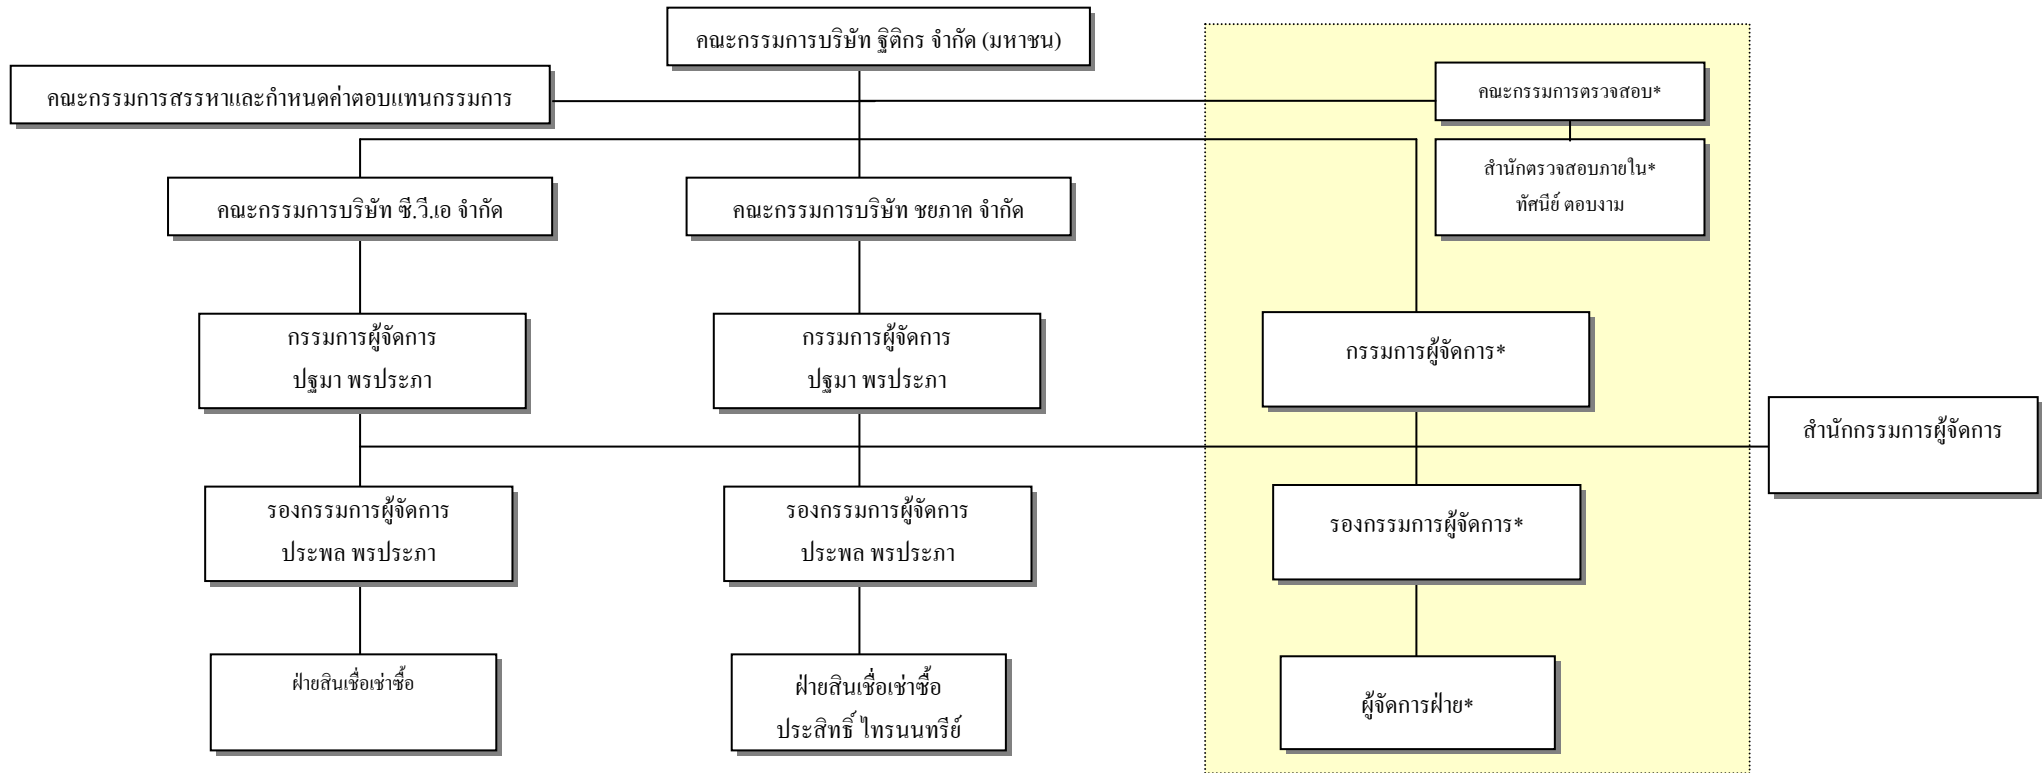 คณะกรรมการบริษัท ฐิติกร จำกัด (มหาชน)
คณะกรรมการสรรหาและกำหนดค่าตอบแทนกรรมการ
คณะกรรมการตรวจสอบ*
สำนักตรวจสอบภายใน*
ทัศนีย์ ตอบงาม
คณะกรรมการบริษัท ซี.วี.เอ จำกัด
คณะกรรมการบริษัท ชยภาค จำกัด
กรรมการผู้จัดการ
ปฐมา พรประภา
กรรมการผู้จัดการ
ปฐมา พรประภา
กรรมการผู้จัดการ*
สำนักกรรมการผู้จัดการ
รองกรรมการผู้จัดการ
ประพล พรประภา
รองกรรมการผู้จัดการ
ประพล พรประภา
รองกรรมการผู้จัดการ*
ฝ่ายสินเชื่อเช่าซื้อ
ฝ่ายสินเชื่อเช่าซื้อ
ประสิทธิ์ ไทรนนทรีย์
ผู้จัดการฝ่าย*